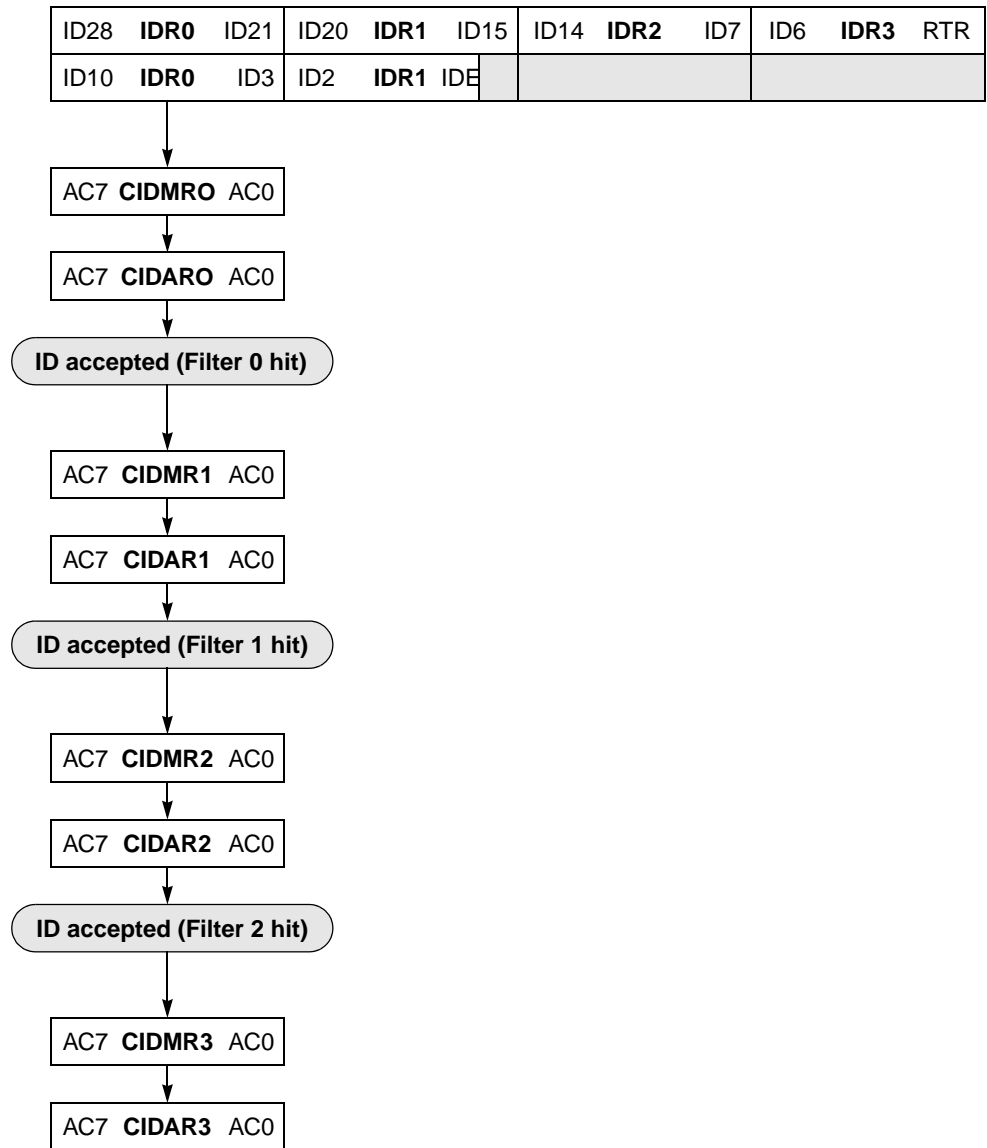 ID28 IDR0 ID21 ID20 IDR1 ID15 ID14 IDR2 ID7 ID6 IDR3 RTR
ID10 IDR0 ID3 ID2 IDR1 IDE
AC7 CIDMRO AC0
AC7 CIDARO AC0
ID accepted (Filter 0 hit)
AC7 CIDMR1 AC0
AC7 CIDAR1 AC0
ID accepted (Filter 1 hit)
AC7 CIDMR2 AC0
AC7 CIDAR2 AC0
ID accepted (Filter 2 hit)
AC7 CIDMR3 AC0
AC7 CIDAR3 AC0